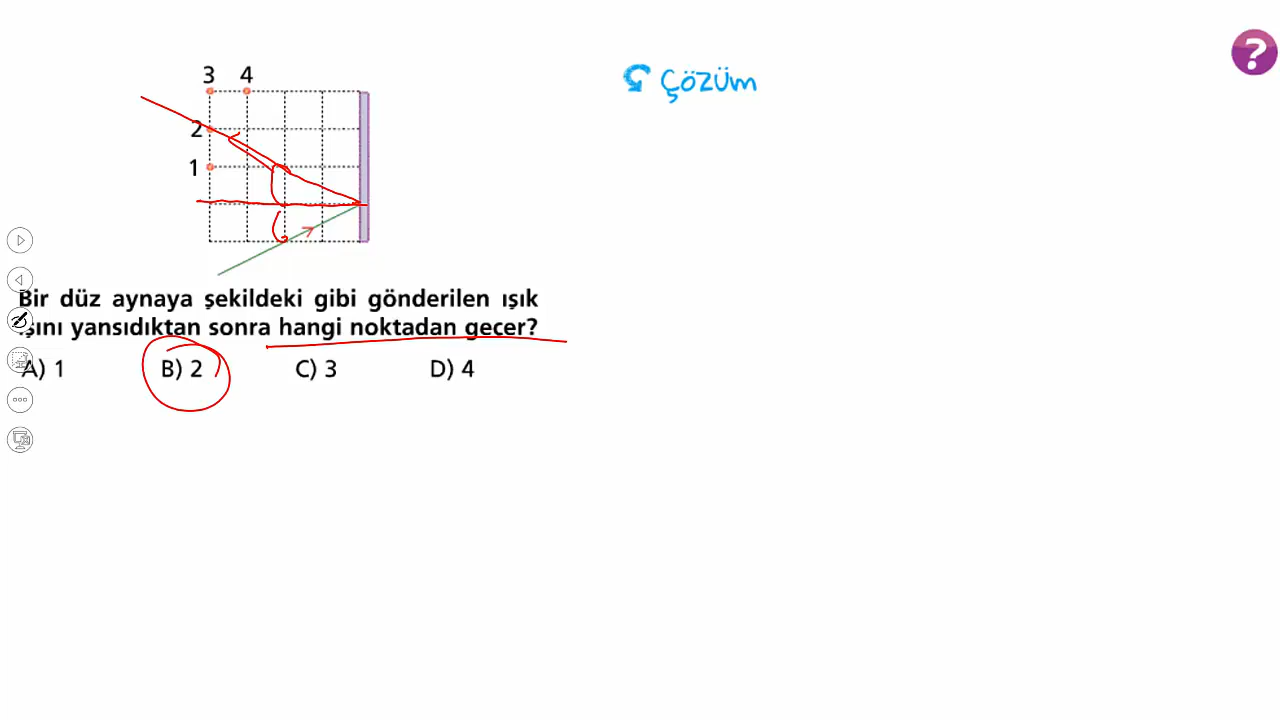 3 4
Çözüm
?
2
1
Bir düz aynaya şekildeki gibi gönderilen ışık
ışını yansıdıktan sonra hangi noktadan geçer?
A) 1 B) 2 C) 3 D) 4